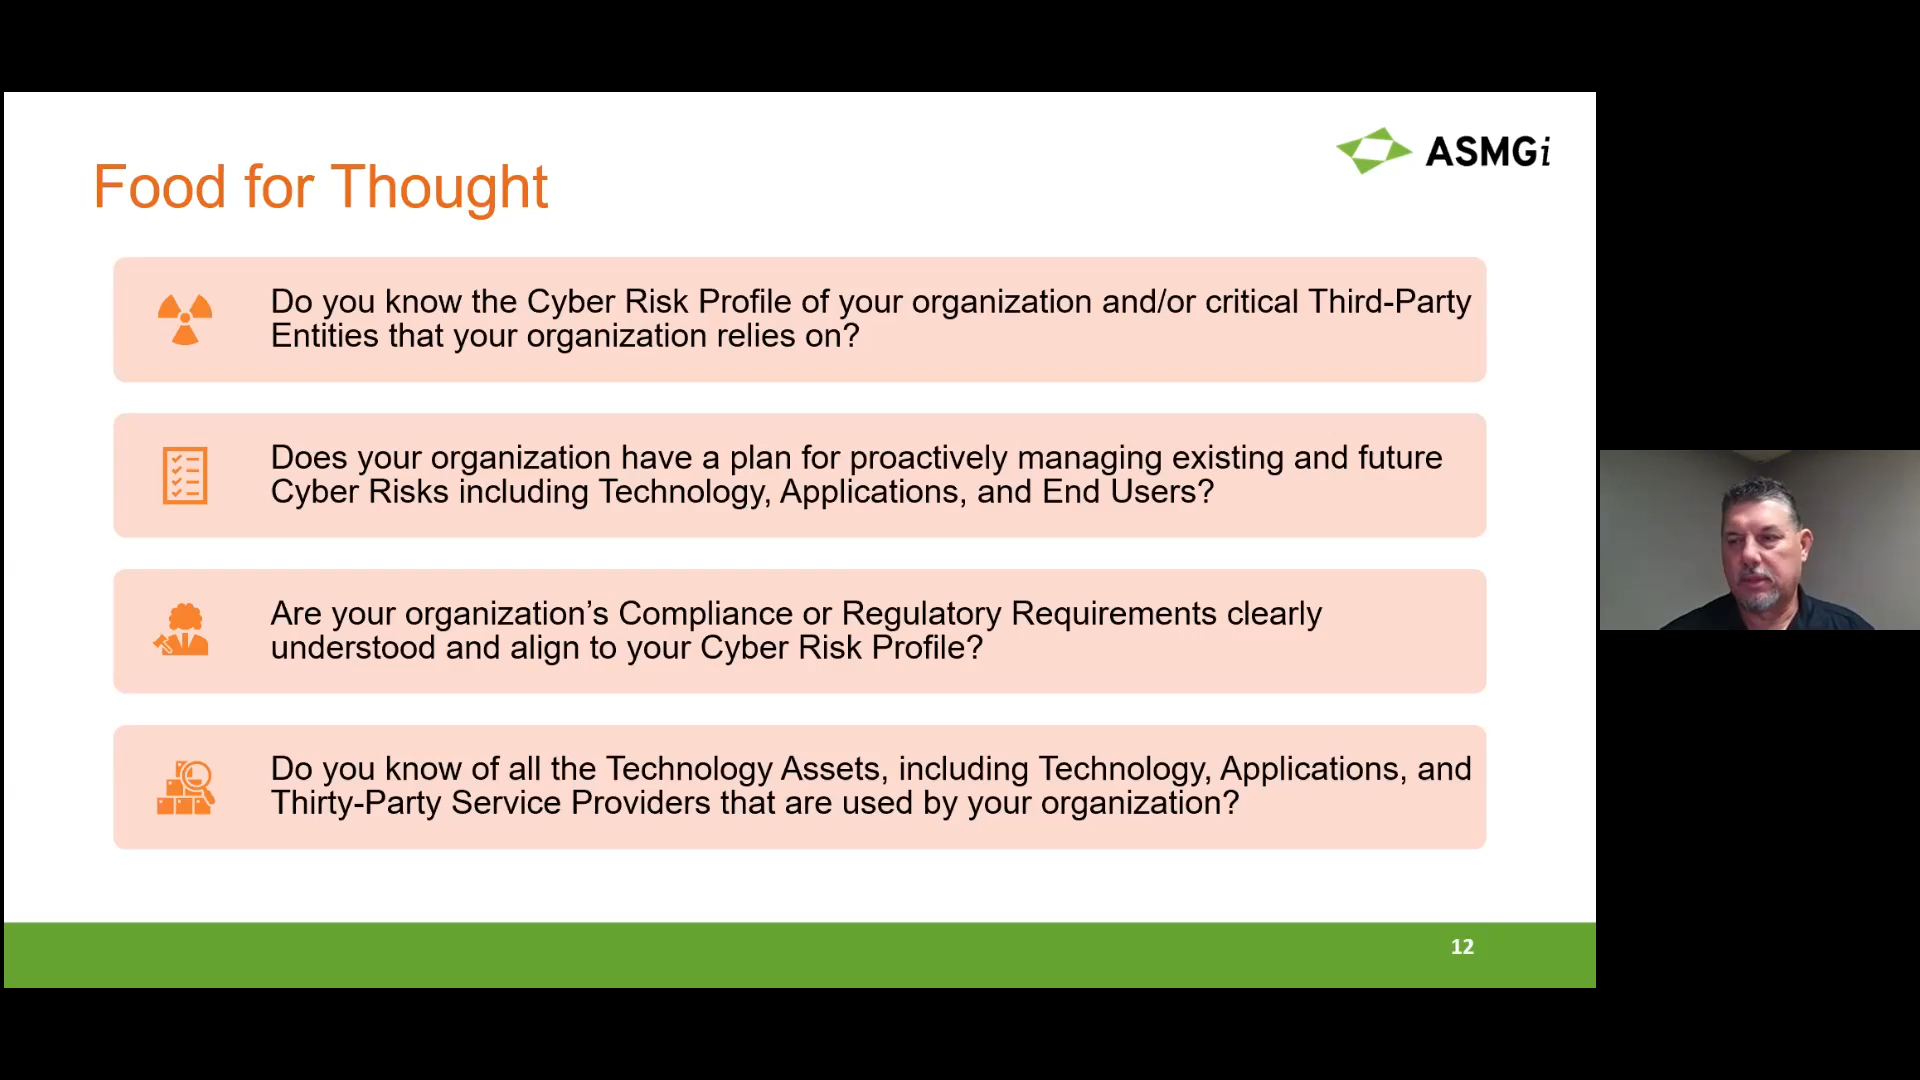 ASMGi
Food for Thought
Do you know the Cyber Risk Profile of your organization and/or critical Third-Party
Entities that your organization relies on?
Does your organization have a plan for proactively managing existing and future
Cyber Risks including Technology, Applications, and End Users?
Are your organization’s Compliance or Regulatory Requirements clearly
understood and align to your Cyber Risk Profile?
Do you know of all the Technology Assets, including Technology, Applications, and
Thirty-Party Service Providers that are used by your organization?
12